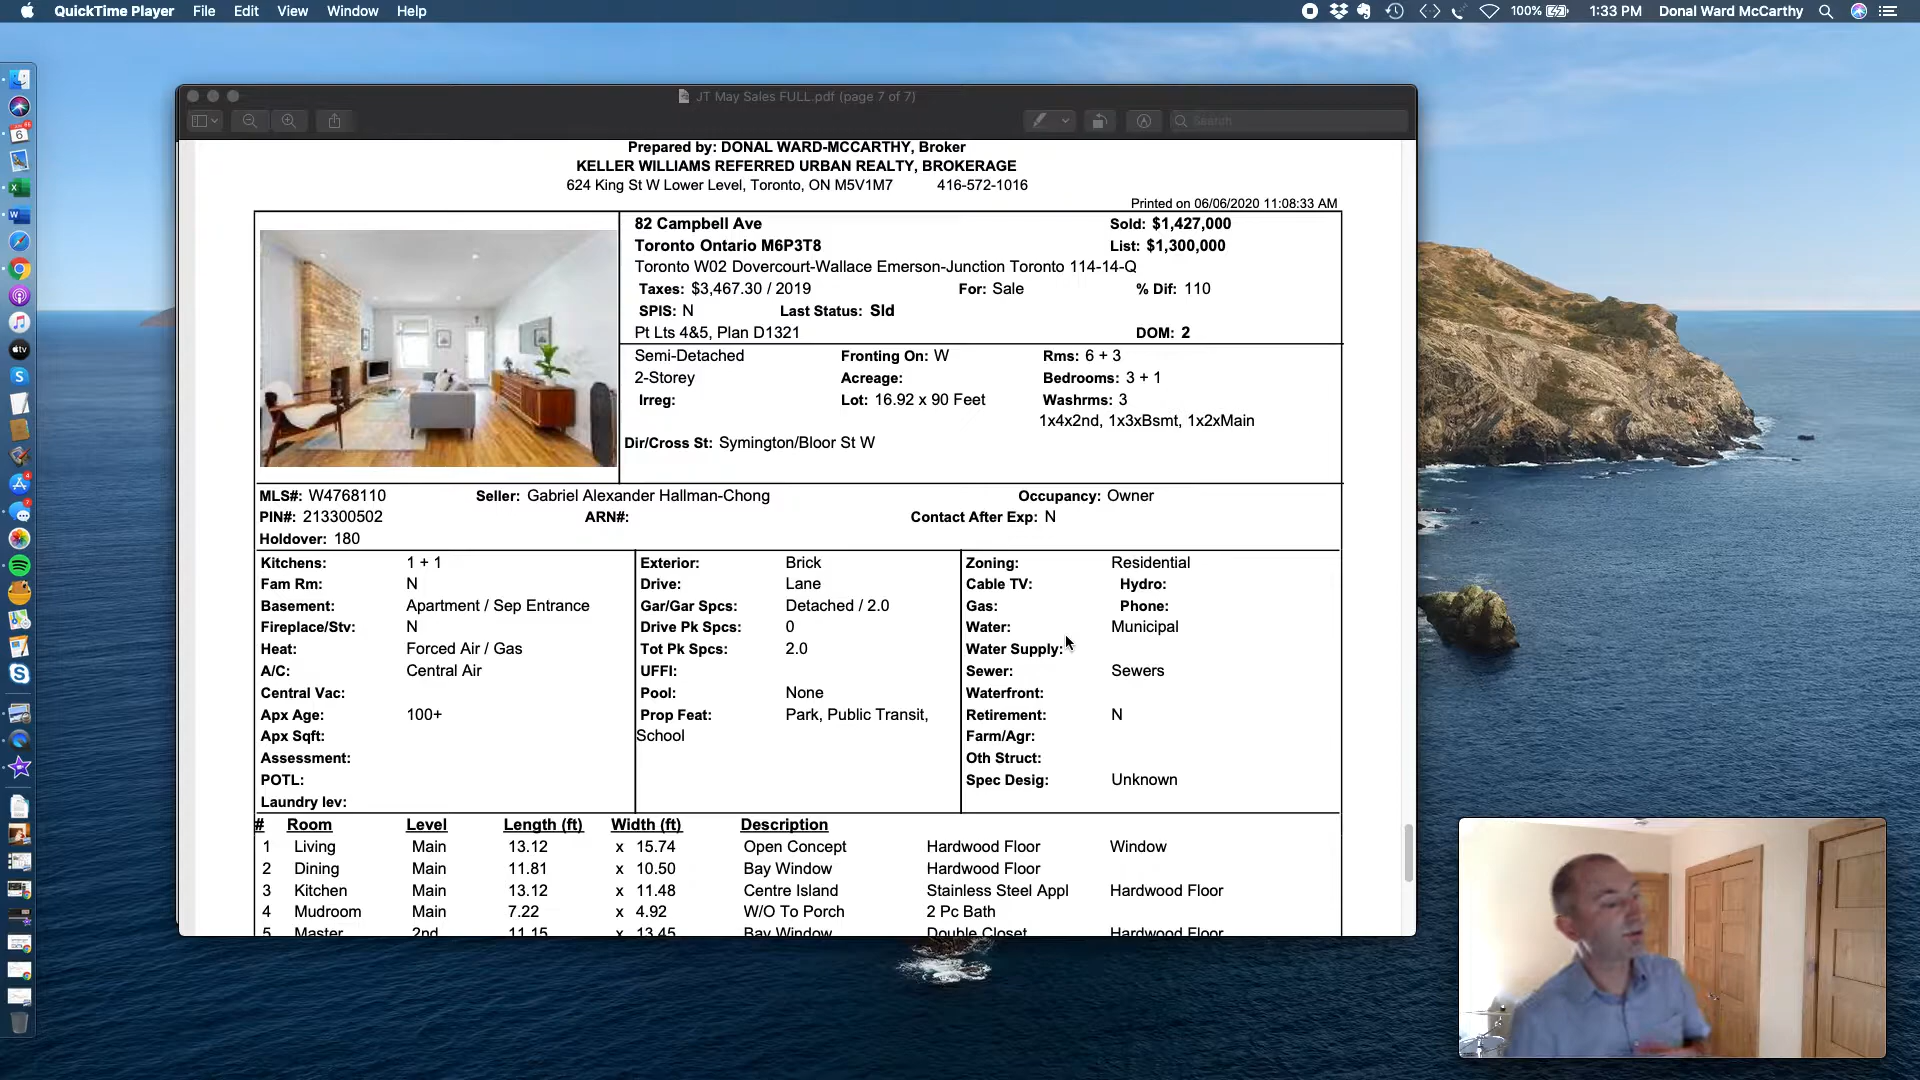 QuickTime Player File Edit View Window Help 100% 1:33 PM Donal Ward McCarthy
JT May Sales FULL.pdf (page 7 of 7)
Search
Prepared by: DONAL WARD-MCCARTHY, Broker
KELLER WILLIAMS REFERRED URBAN REALTY, BROKERAGE
624 King St W Lower Level, Toronto, ON M5V1M7 416-572-1016
Printed on 06/06/2020 11:08:33 AM
82 Campbell Ave Sold: $1,427,000
Toronto Ontario M6P3T8 List: $1,300,000
Toronto W02 Dovercourt-Wallace Emerson-Junction Toronto 114-14-Q
Taxes: $3,467.30 / 2019 For: Sale % Dif: 110
SPIS: N Last Status: Sld
Pt Lts 4&5, Plan D1321 DOM: 2
Semi-Detached Fronting On: W Rms: 6 + 3
2-Storey Acreage: Bedrooms: 3 + 1
Irreg: Lot: 16.92 x 90 Feet Washrms: 3
1x4x2nd, 1x3xBsmt, 1x2xMain
Dir/Cross St: Symington/Bloor St W
MLS#: W4768110 Seller: Gabriel Alexander Hallman-Chong Occupancy: Owner
PIN#: 213300502 ARN#: Contact After Exp: N
Holdover: 180
Kitchens: 1 + 1 Exterior: Brick Zoning: Residential
Fam Rm: N Drive: Lane Cable TV: Hydro:
Basement: Apartment / Sep Entrance Gar/Gar Spcs: Detached / 2.0 Gas: Phone:
Fireplace/Stv: N Drive Pk Spcs: 0 Water: Municipal
Heat: Forced Air / Gas Tot Pk Spcs: 2.0 Water Supply:
A/C: Central Air UFFI: Sewer: Sewers
Central Vac: Pool: None Waterfront:
Apx Age: 100+ Prop Feat: Park, Public Transit, Retirement: N
Apx Sqft: School Farm/Agr:
Assessment: Oth Struct:
POTL: Spec Desig: Unknown
Laundry lev:
# Room Level Length (ft) Width (ft) Description
1 Living Main 13.12 x 15.74 Open Concept Hardwood Floor Window
2 Dining Main 11.81 x 10.50 Bay Window Hardwood Floor
3 Kitchen Main 13.12 x 11.48 Centre Island Stainless Steel Appl Hardwood Floor
4 Mudroom Main 7.22 x 4.92 W/O To Porch 2 Pc Bath
5 Master 2nd 11.15 x 13.45 Bay Window Double Closet Hardwood Floor